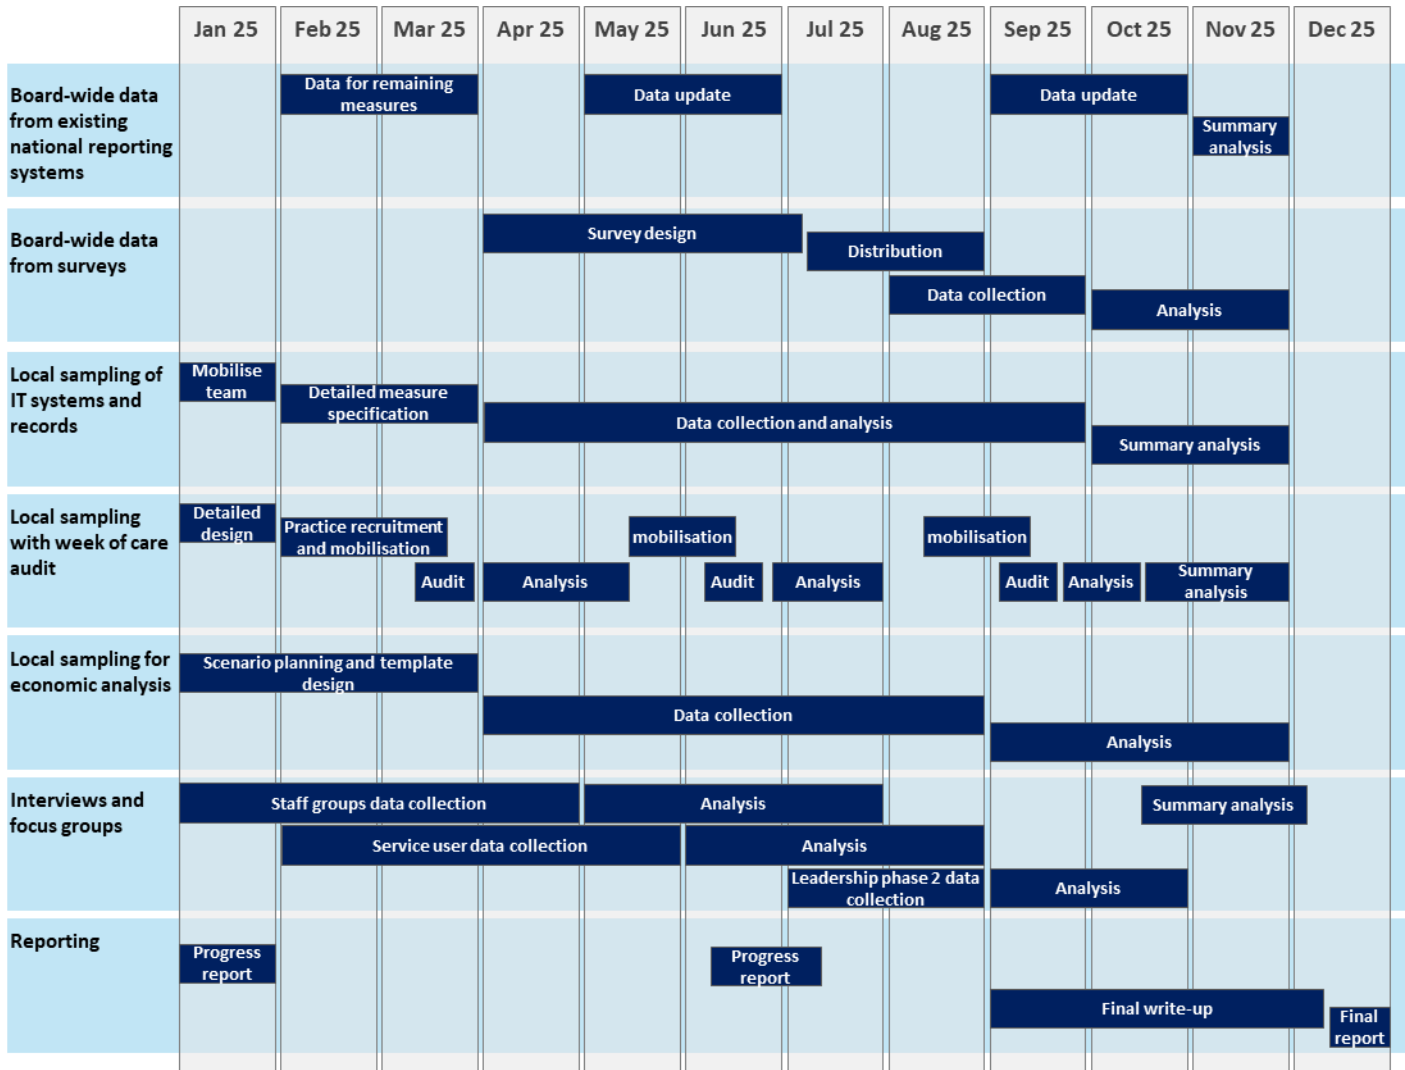 Jan 25
Feb 25
Mar 25
Apr 25
May 25
Jun 25
Jul 25
Aug 25
Sep 25
Oct 25
Nov 25
Dec 25
Board-wide data
from existing
national reporting
systems
Data for remaining
measures
Data update
Data update
Summary
analysis
Board-wide data
from surveys
Survey design
Distribution
Data collection
Analysis
Local sampling of
IT systems and
records
Mobilise
team
Detailed measure
specification
Data collection and analysis
Summary analysis
Local sampling
with week of care
audit
Detailed
design
Practice recruitment
and mobilisation
Audit
Analysis
mobilisation
Audit
Analysis
mobilisation
Audit
Analysis
Summary
analysis
Local sampling for
economic analysis
Scenario planning and template
design
Data collection
Analysis
Interviews and
focus groups
Staff groups data collection
Analysis
Summary analysis
Service user data collection
Analysis
Leadership phase 2 data
collection
Analysis
Reporting
Progress
report
Progress
report
Final write-up
Final
report